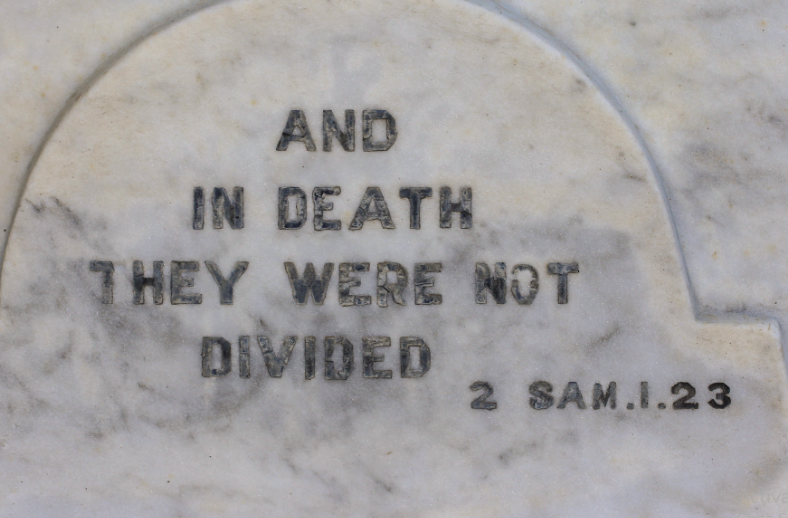 AND
IN DEATH
THEY WERE NOT
DIVIDED
2 SAM.I.23